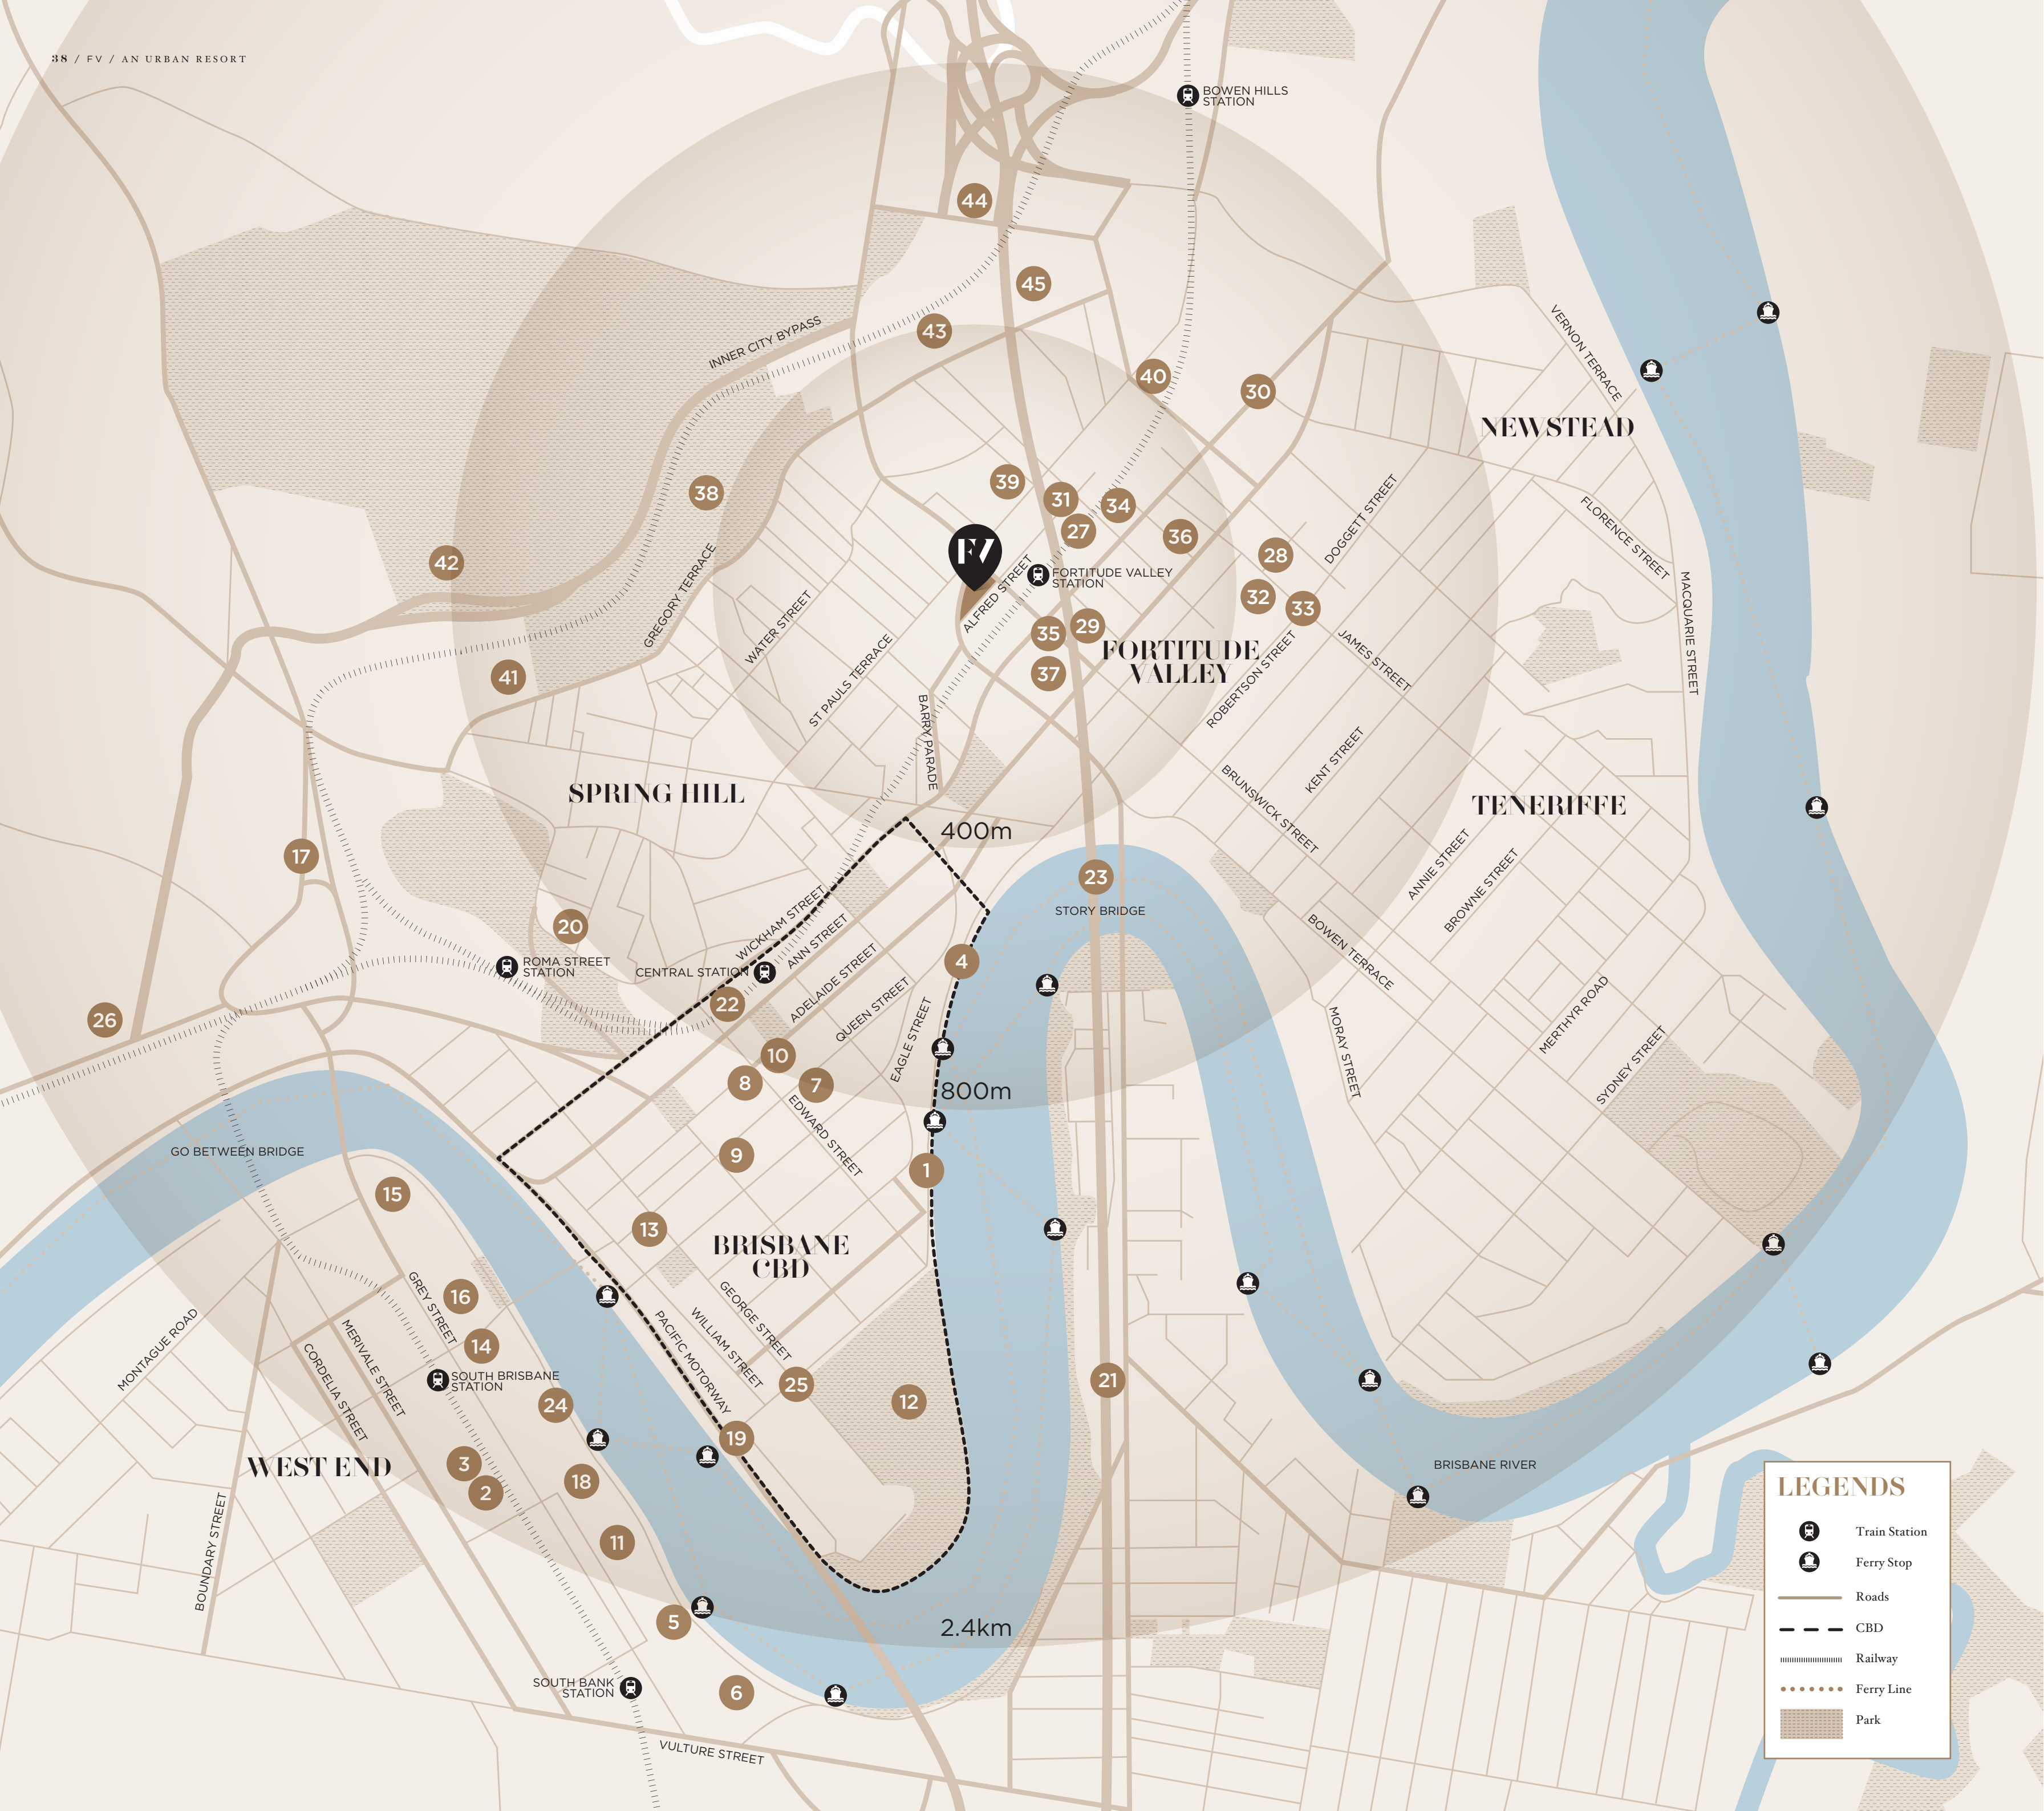 38 / FV / AN URBAN RESORT
BOWEN HILLS
STATION
44
45
43
INNER CITY BYPASS
40
30
VERNON TERRACE
NEWSTEAD
38
39
31
34
27
36
28
DOGGETT STREET
FLORENCE STREET
42
FV
FORTITUDE VALLEY
STATION
ALFRED STREET
GREGORY TERRACE
WATER STREET
32
33
35
29
FORTITUDE
VALLEY
37
41
ST PAULS TERRACE
ROBERTSON STREET
JAMES STREET
MACQUARIE STREET
BARRY PARADE
KENT STREET
SPRING HILL
TENERIFFE
BRUNSWICK STREET
400m
17
23
STORY BRIDGE
ANNIE STREET
BROWNE STREET
20
WICKHAM STREET
ANN STREET
ROMA STREET
STATION
CENTRAL STATION
ADELAIDE STREET
4
BOWEN TERRACE
22
QUEEN STREET
EAGLE STREET
26
MORAY STREET
MERTHYR ROAD
SYDNEY STREET
10
8
7
800m
EDWARD STREET
GO BETWEEN BRIDGE
9
1
15
13
BRISBANE
CBD
16
GREY STREET
14
MONTAGUE ROAD
MERIVALE STREET
CORDELIA STREET
SOUTH BRISBANE
STATION
PACIFIC MOTORWAY
WILLIAM STREET
GEORGE STREET
25
12
21
24
19
WEST END
3
2
18
BRISBANE RIVER
11
BOUNDARY STREET
5
2.4km
SOUTH BANK
STATION
6
VULTURE STREET
LEGENDS
Train Station
Ferry Stop
Roads
CBD
Railway
Ferry Line
Park